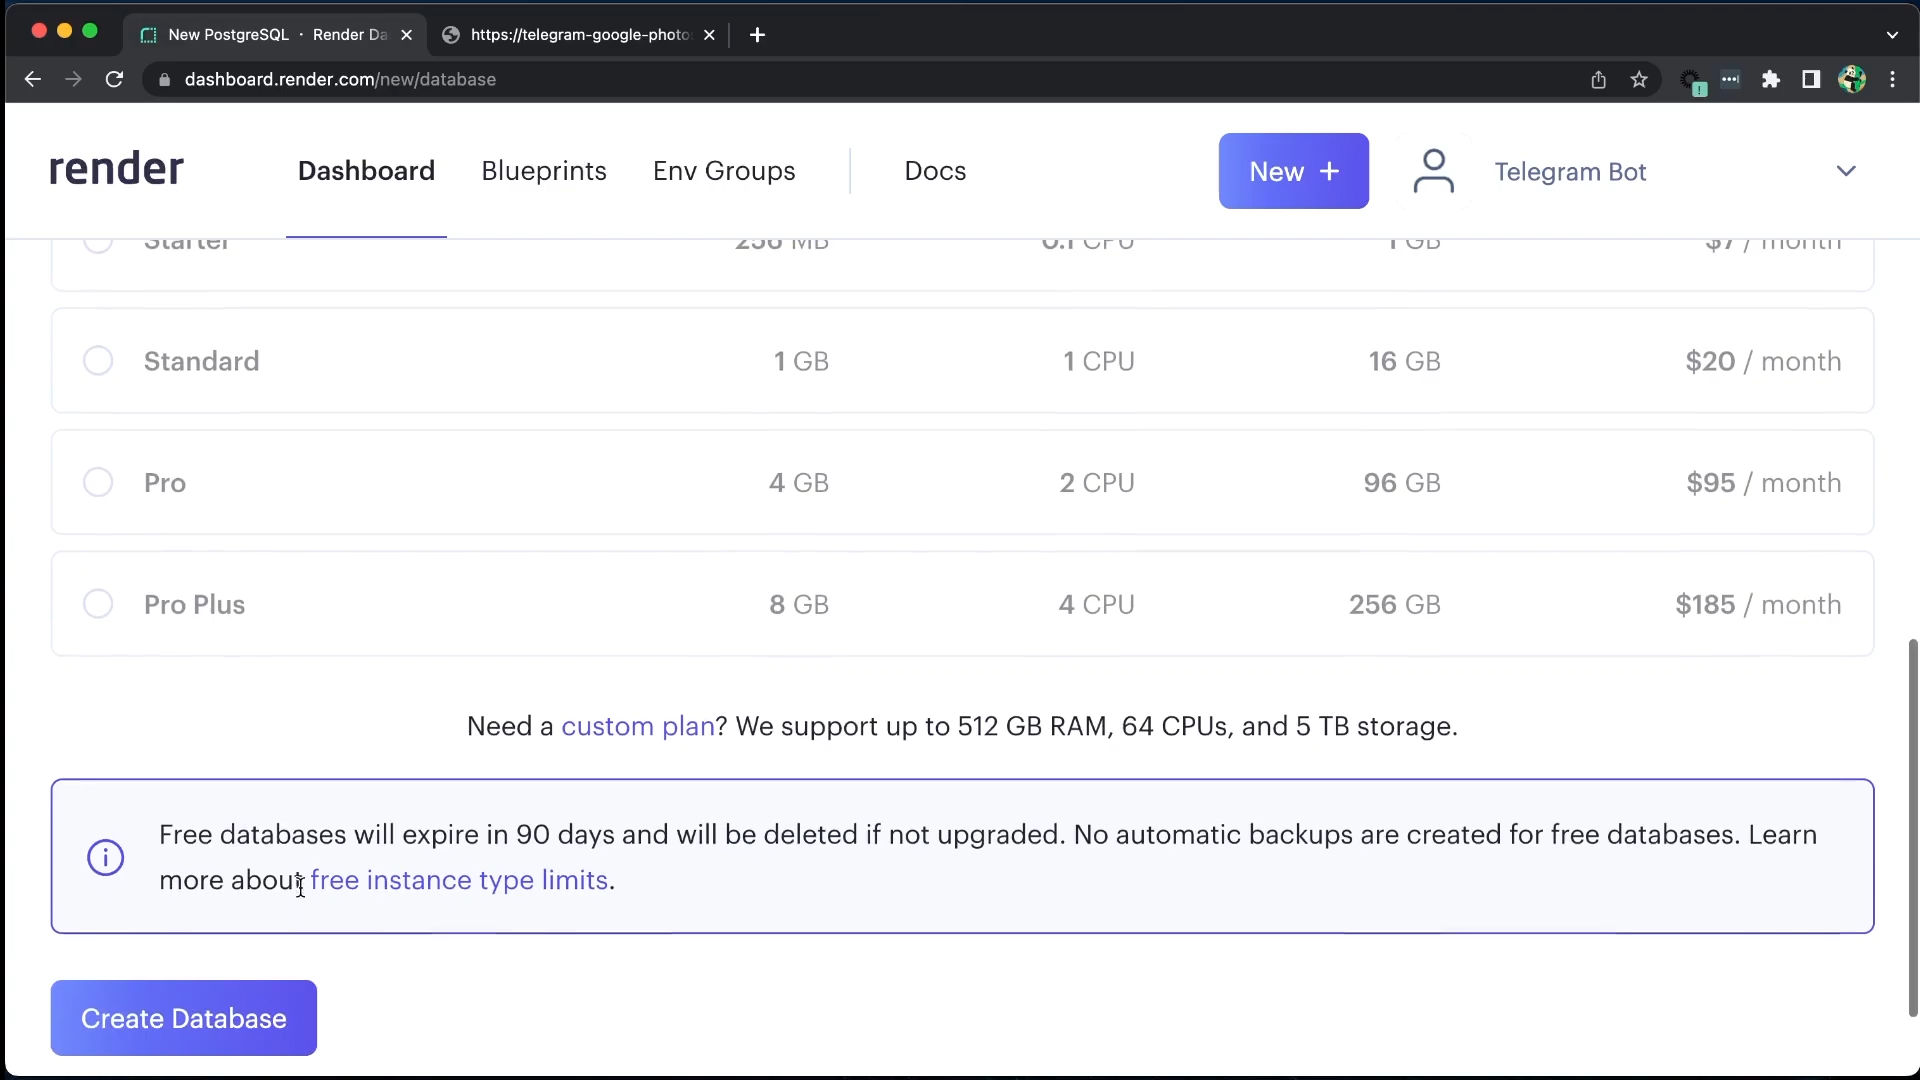 New PostgreSQL · Render Da
https://telegram-google-photo
dashboard.render.com/new/database
render
Dashboard
Blueprints
Env Groups
Docs
New +
Telegram Bot
Starter 256 MB 0.1 CPU 1 GB $7 / month
Standard 1 GB 1 CPU 16 GB $20 / month
Pro 4 GB 2 CPU 96 GB $95 / month
Pro Plus 8 GB 4 CPU 256 GB $185 / month
Need a custom plan? We support up to 512 GB RAM, 64 CPUs, and 5 TB storage.
Free databases will expire in 90 days and will be deleted if not upgraded. No automatic backups are created for free databases. Learn
more about free instance type limits.
Create Database